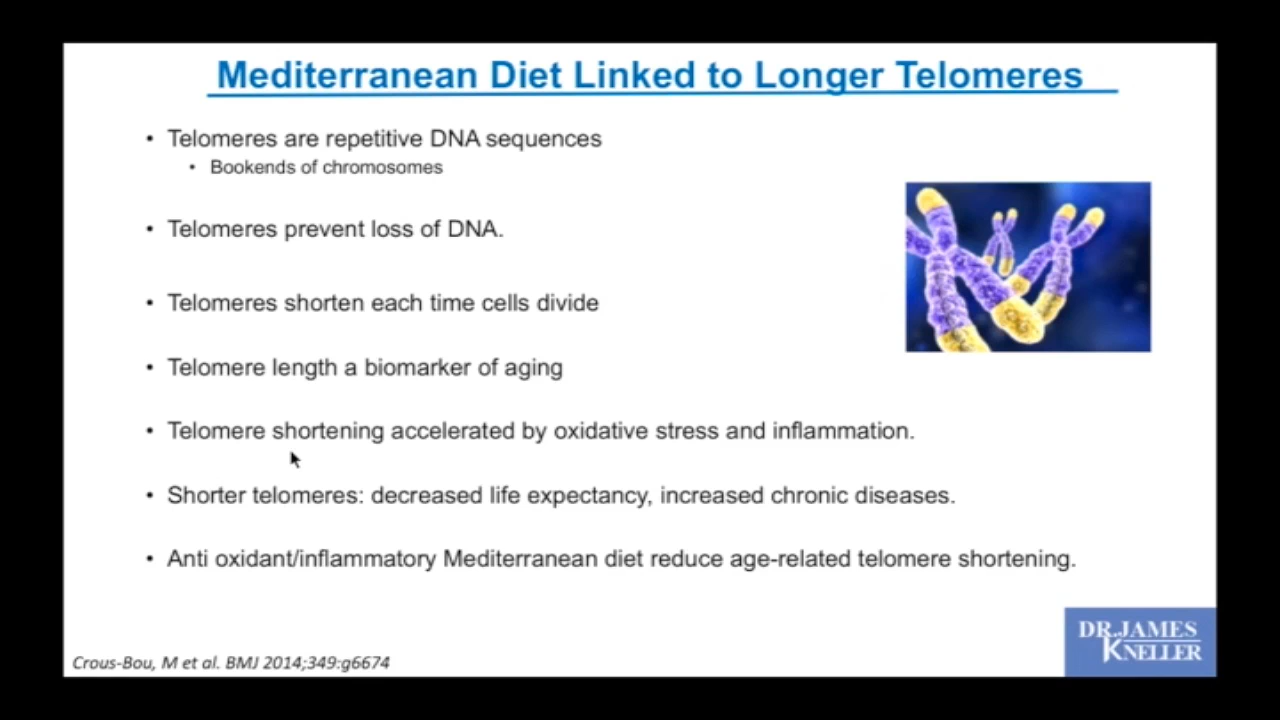 Mediterranean Diet Linked to Longer Telomeres
• Telomeres are repetitive DNA sequences
• Bookends of chromosomes
• Telomeres prevent loss of DNA.
• Telomeres shorten each time cells divide
• Telomere length a biomarker of aging
• Telomere shortening accelerated by oxidative stress and inflammation.
• Shorter telomeres: decreased life expectancy, increased chronic diseases.
• Anti oxidant/inflammatory Mediterranean diet reduce age-related telomere shortening.
Crous-Bou, M et al. BMJ 2014;349:g6674
DR.JAMES
KNELLER